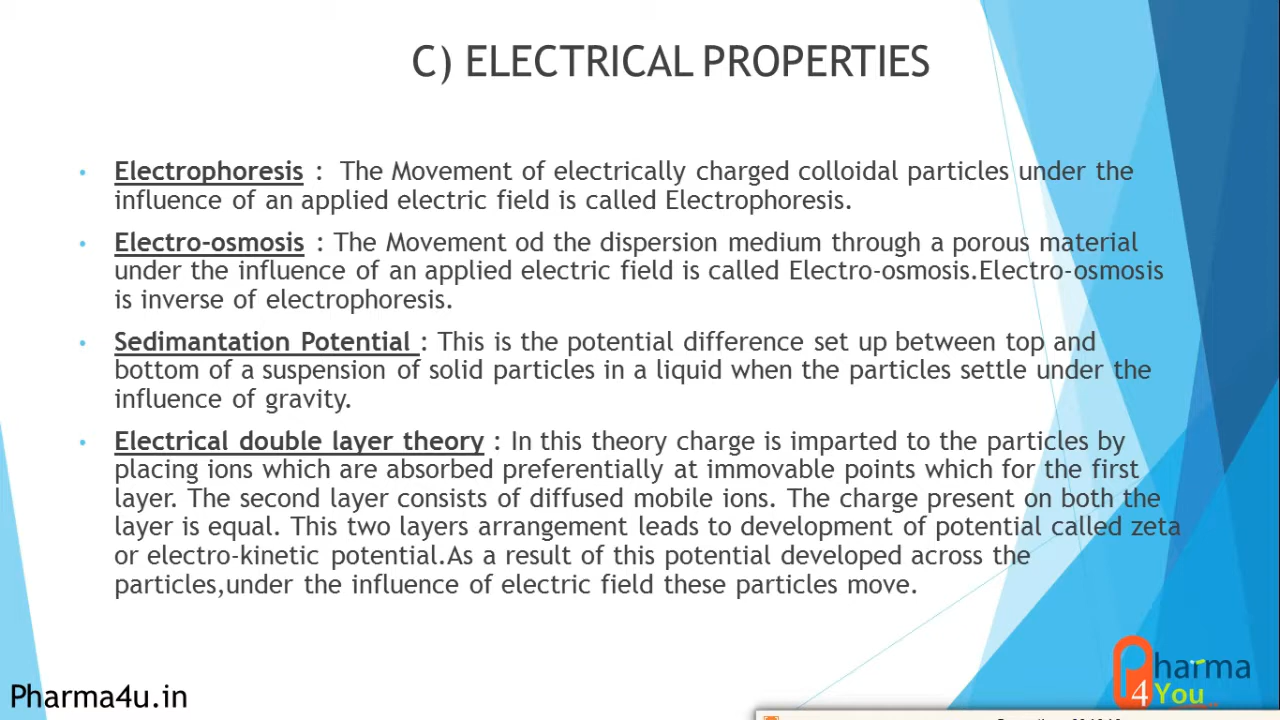 C) ELECTRICAL PROPERTIES
• Electrophoresis : The Movement of electrically charged colloidal particles under the
influence of an applied electric field is called Electrophoresis.
• Electro-osmosis : The Movement od the dispersion medium through a porous material
under the influence of an applied electric field is called Electro-osmosis.Electro-osmosis
is inverse of electrophoresis.
• Sedimantation Potential : This is the potential difference set up between top and
bottom of a suspension of solid particles in a liquid when the particles settle under the
influence of gravity.
• Electrical double layer theory : In this theory charge is imparted to the particles by
placing ions which are absorbed preferentially at immovable points which for the first
layer. The second layer consists of diffused mobile ions. The charge present on both the
layer is equal. This two layers arrangement leads to development of potential called zeta
or electro-kinetic potential.As a result of this potential developed across the
particles,under the influence of electric field these particles move.
Pharma4u.in
Pharma
4 You